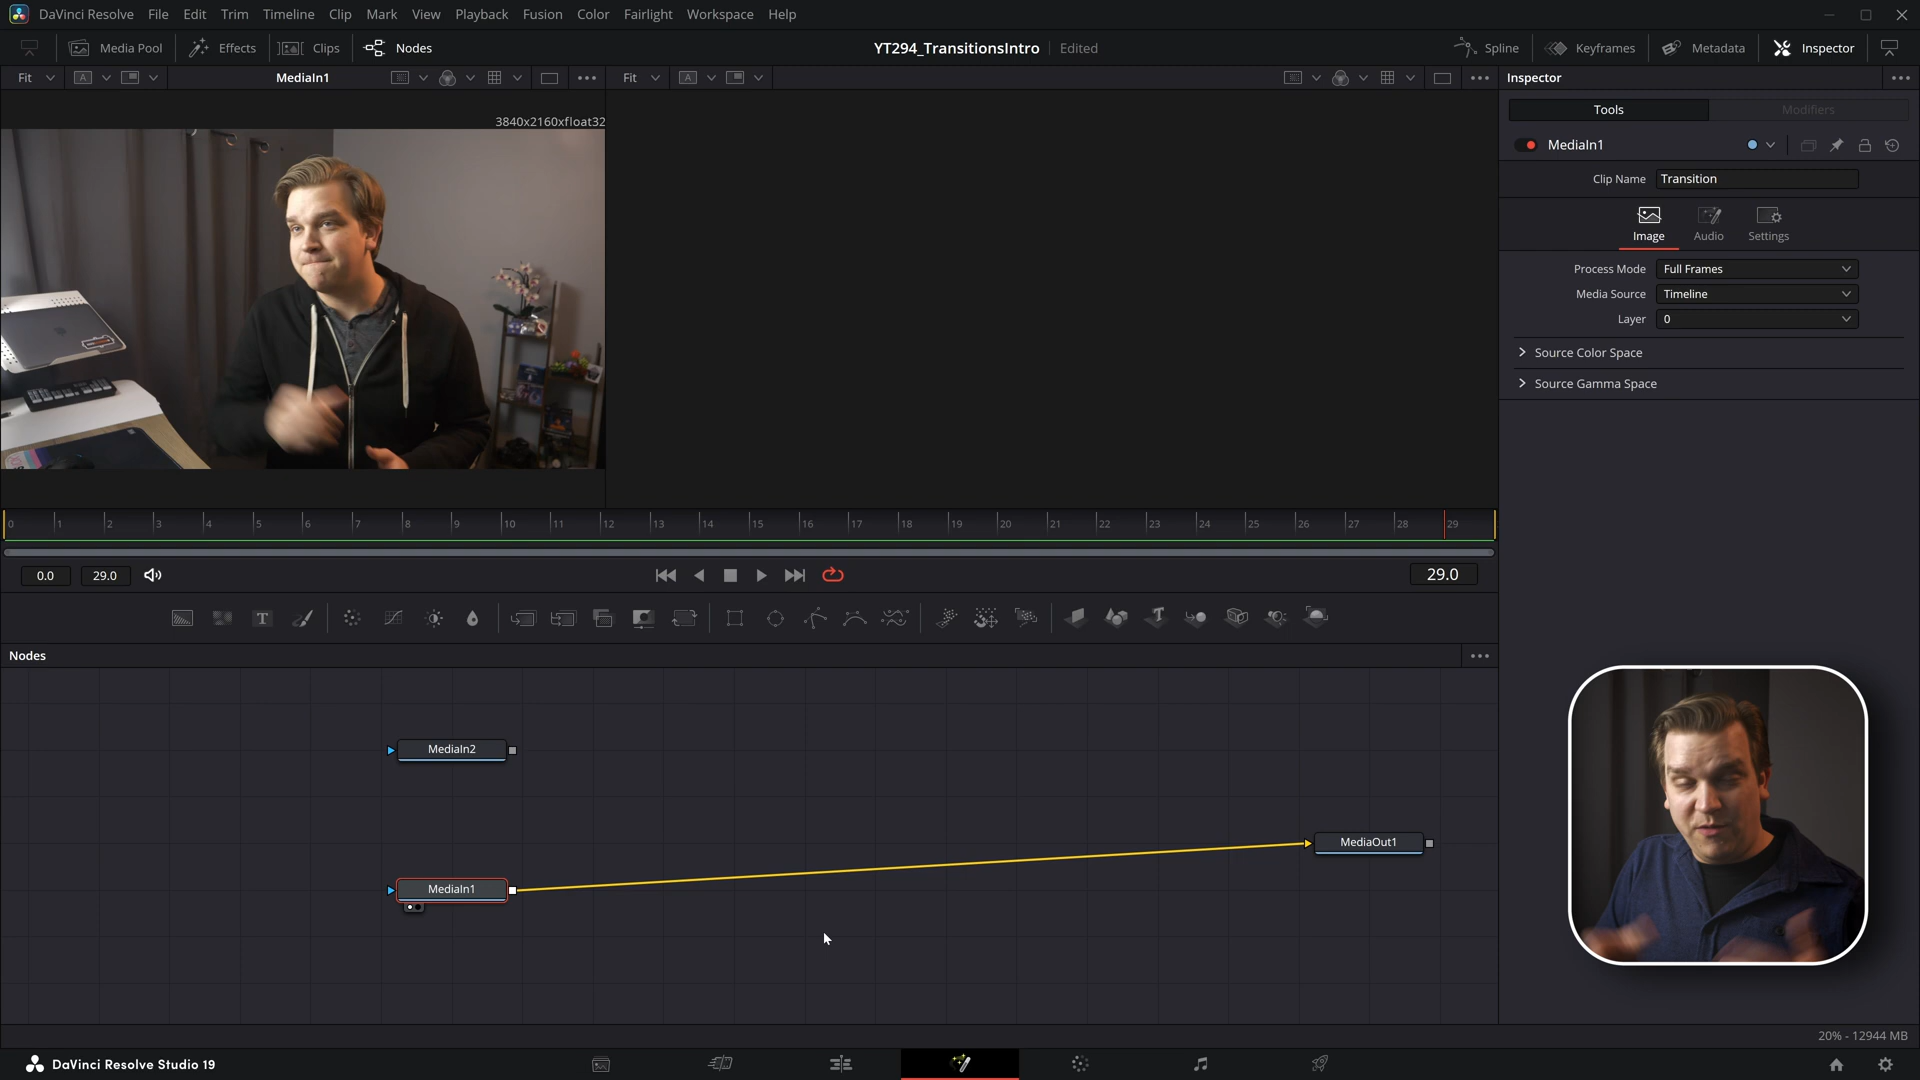 DaVinci Resolve File Edit Trim Timeline Clip Mark View Playback Fusion Color Fairlight Workspace Help
Media Pool Effects Clips Nodes YT294_TransitionsIntro Edited Spline Keyframes Metadata Inspector
Fit A MediaIn1 Fit A Inspector
Tools Modifiers
3840x2160xfloat32
MediaIn1
Clip Name Transition
Image Audio Settings
Process Mode Full Frames
Media Source Timeline
Layer 0
Source Color Space
Source Gamma Space
0 1 2 3 4 5 6 7 8 9 10 11 12 13 14 15 16 17 18 19 20 21 22 23 24 25 26 27 28 29
0.0 29.0 29.0
T T
Nodes
MediaIn2
MediaOut1
MediaIn1
20% - 12944 MB
DaVinci Resolve Studio 19